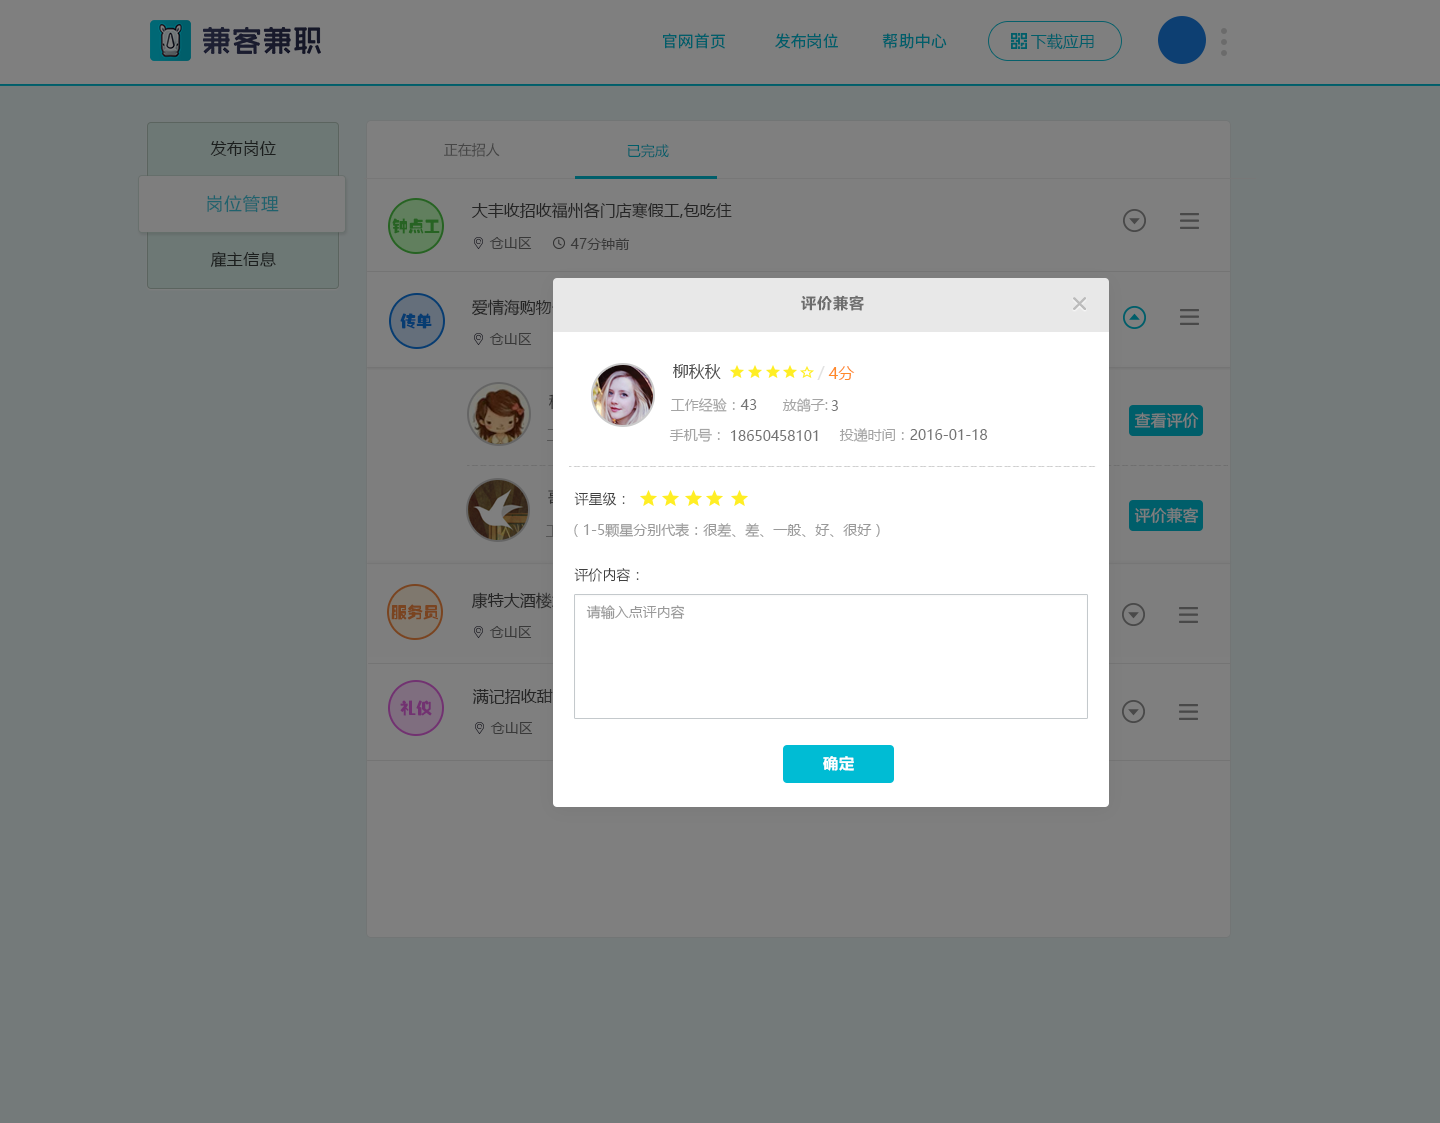 兼客兼职
官网首页 发布岗位 帮助中心 下载应用
发布岗位
岗位管理
雇主信息
正在招人 已完成
钟点工
大丰收招收福州各门店寒假工,包吃住
仓山区 47分钟前
传单
爱情海购物
仓山区
查看评价
评价兼客
服务员
康特大酒楼
仓山区
礼仪
满记招收甜
仓山区
评价兼客
柳秋秋 / 4分
工作经验：43 放鸽子: 3
手机号： 18650458101 投递时间：2016-01-18
评星级：
( 1-5颗星分别代表：很差、差、一般、好、很好 )
评价内容：
请输入点评内容
确定